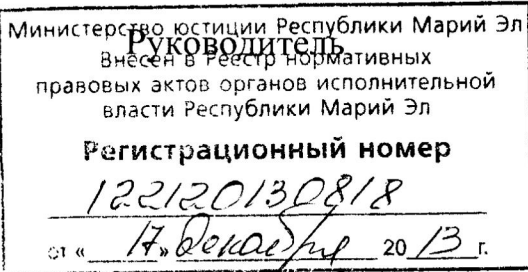 Министерство юстиции Республики Марий Эл
Руководитель
Внесен в Реестр нормативных
правовых актов органов исполнительной
власти Республики Марий Эл
Регистрационный номер
122120130818
от « 17 » декабря 20 13 г.